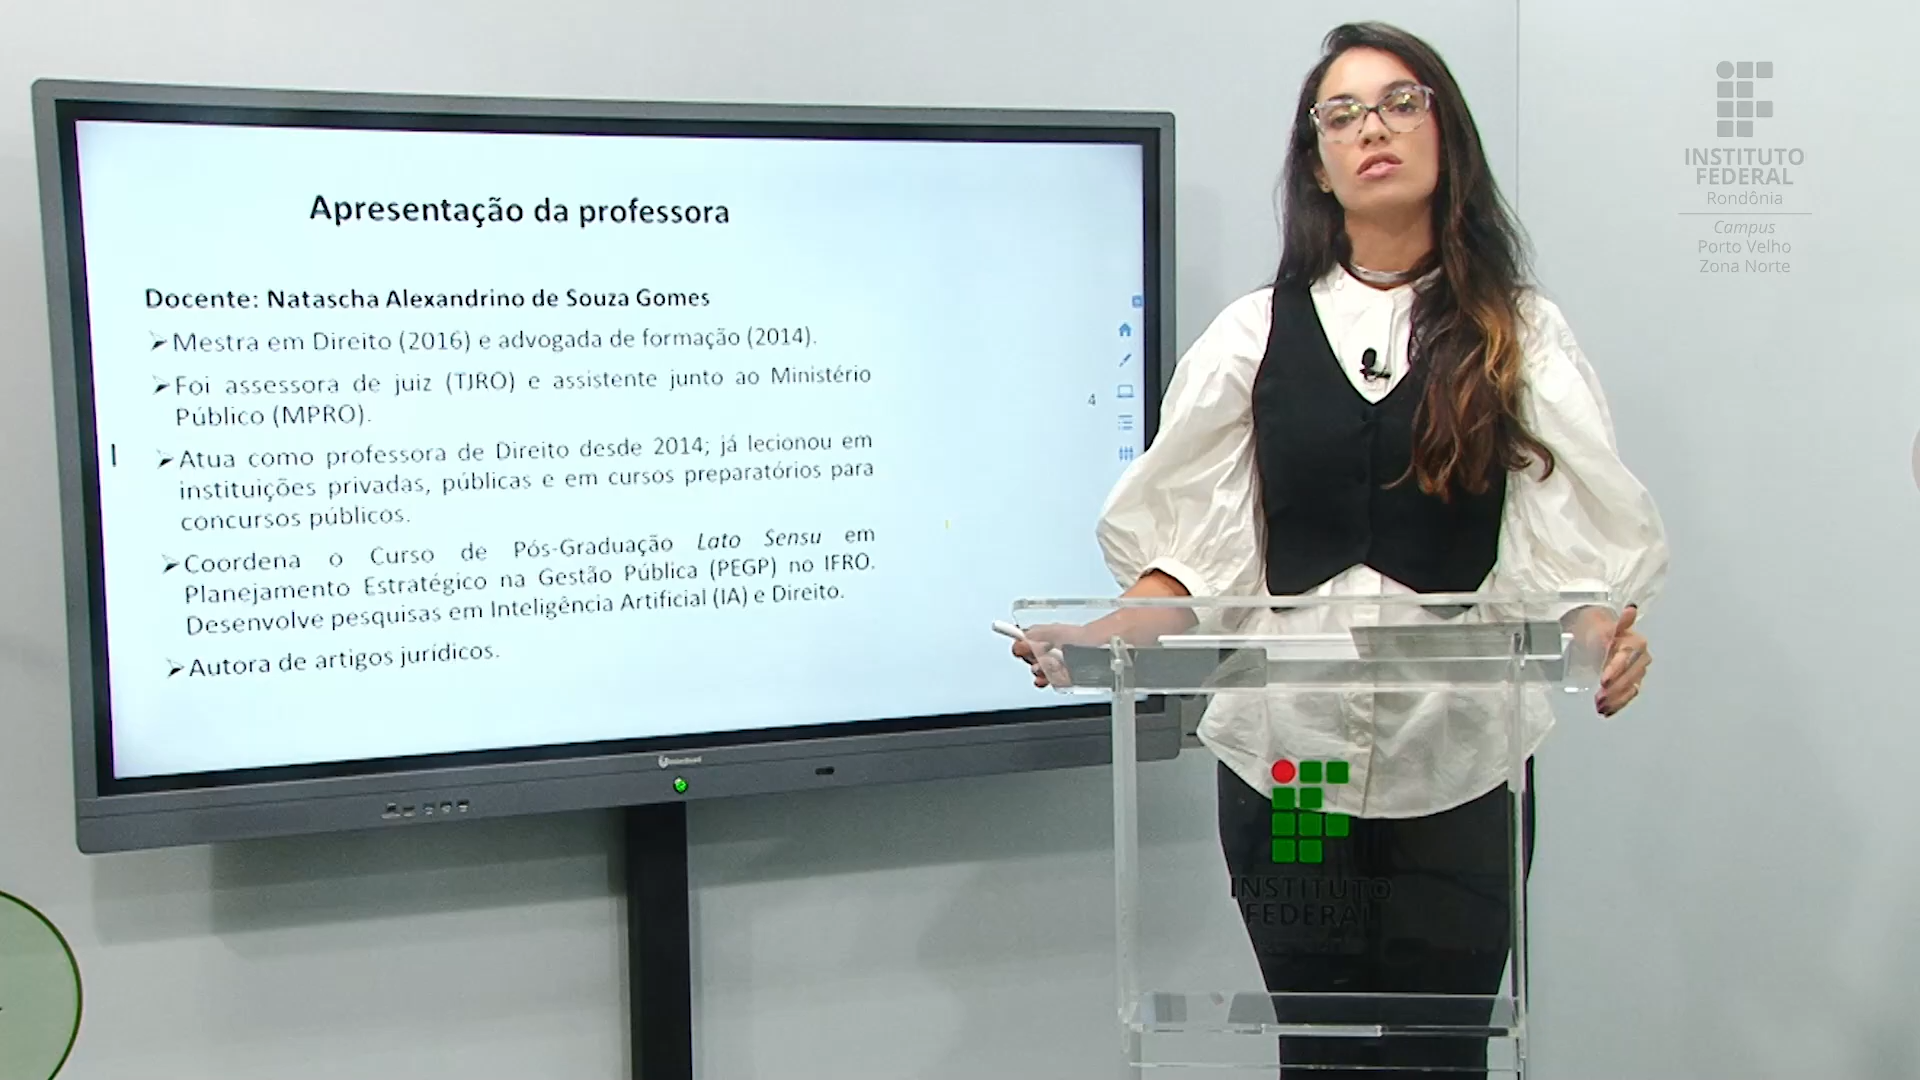 Apresentação da professora
Docente: Natascha Alexandrino de Souza Gomes
➢Mestra em Direito (2016) e advogada de formação (2014).
➢Foi assessora de juiz (TJRO) e assistente junto ao Ministério
Público (MPRO).
➢Atua como professora de Direito desde 2014; já lecionou em
instituições privadas, públicas e em cursos preparatórios para
concursos públicos.
➢Coordena o Curso de Pós-Graduação Lato Sensu em
Planejamento Estratégico na Gestão Pública (PEGP) no IFRO.
Desenvolve pesquisas em Inteligência Artificial (IA) e Direito.
➢Autora de artigos jurídicos.
4
INSTITUTO
FEDERAL
Rondônia
Campus
Porto Velho
Zona Norte
INSTITUTO
FEDERAL